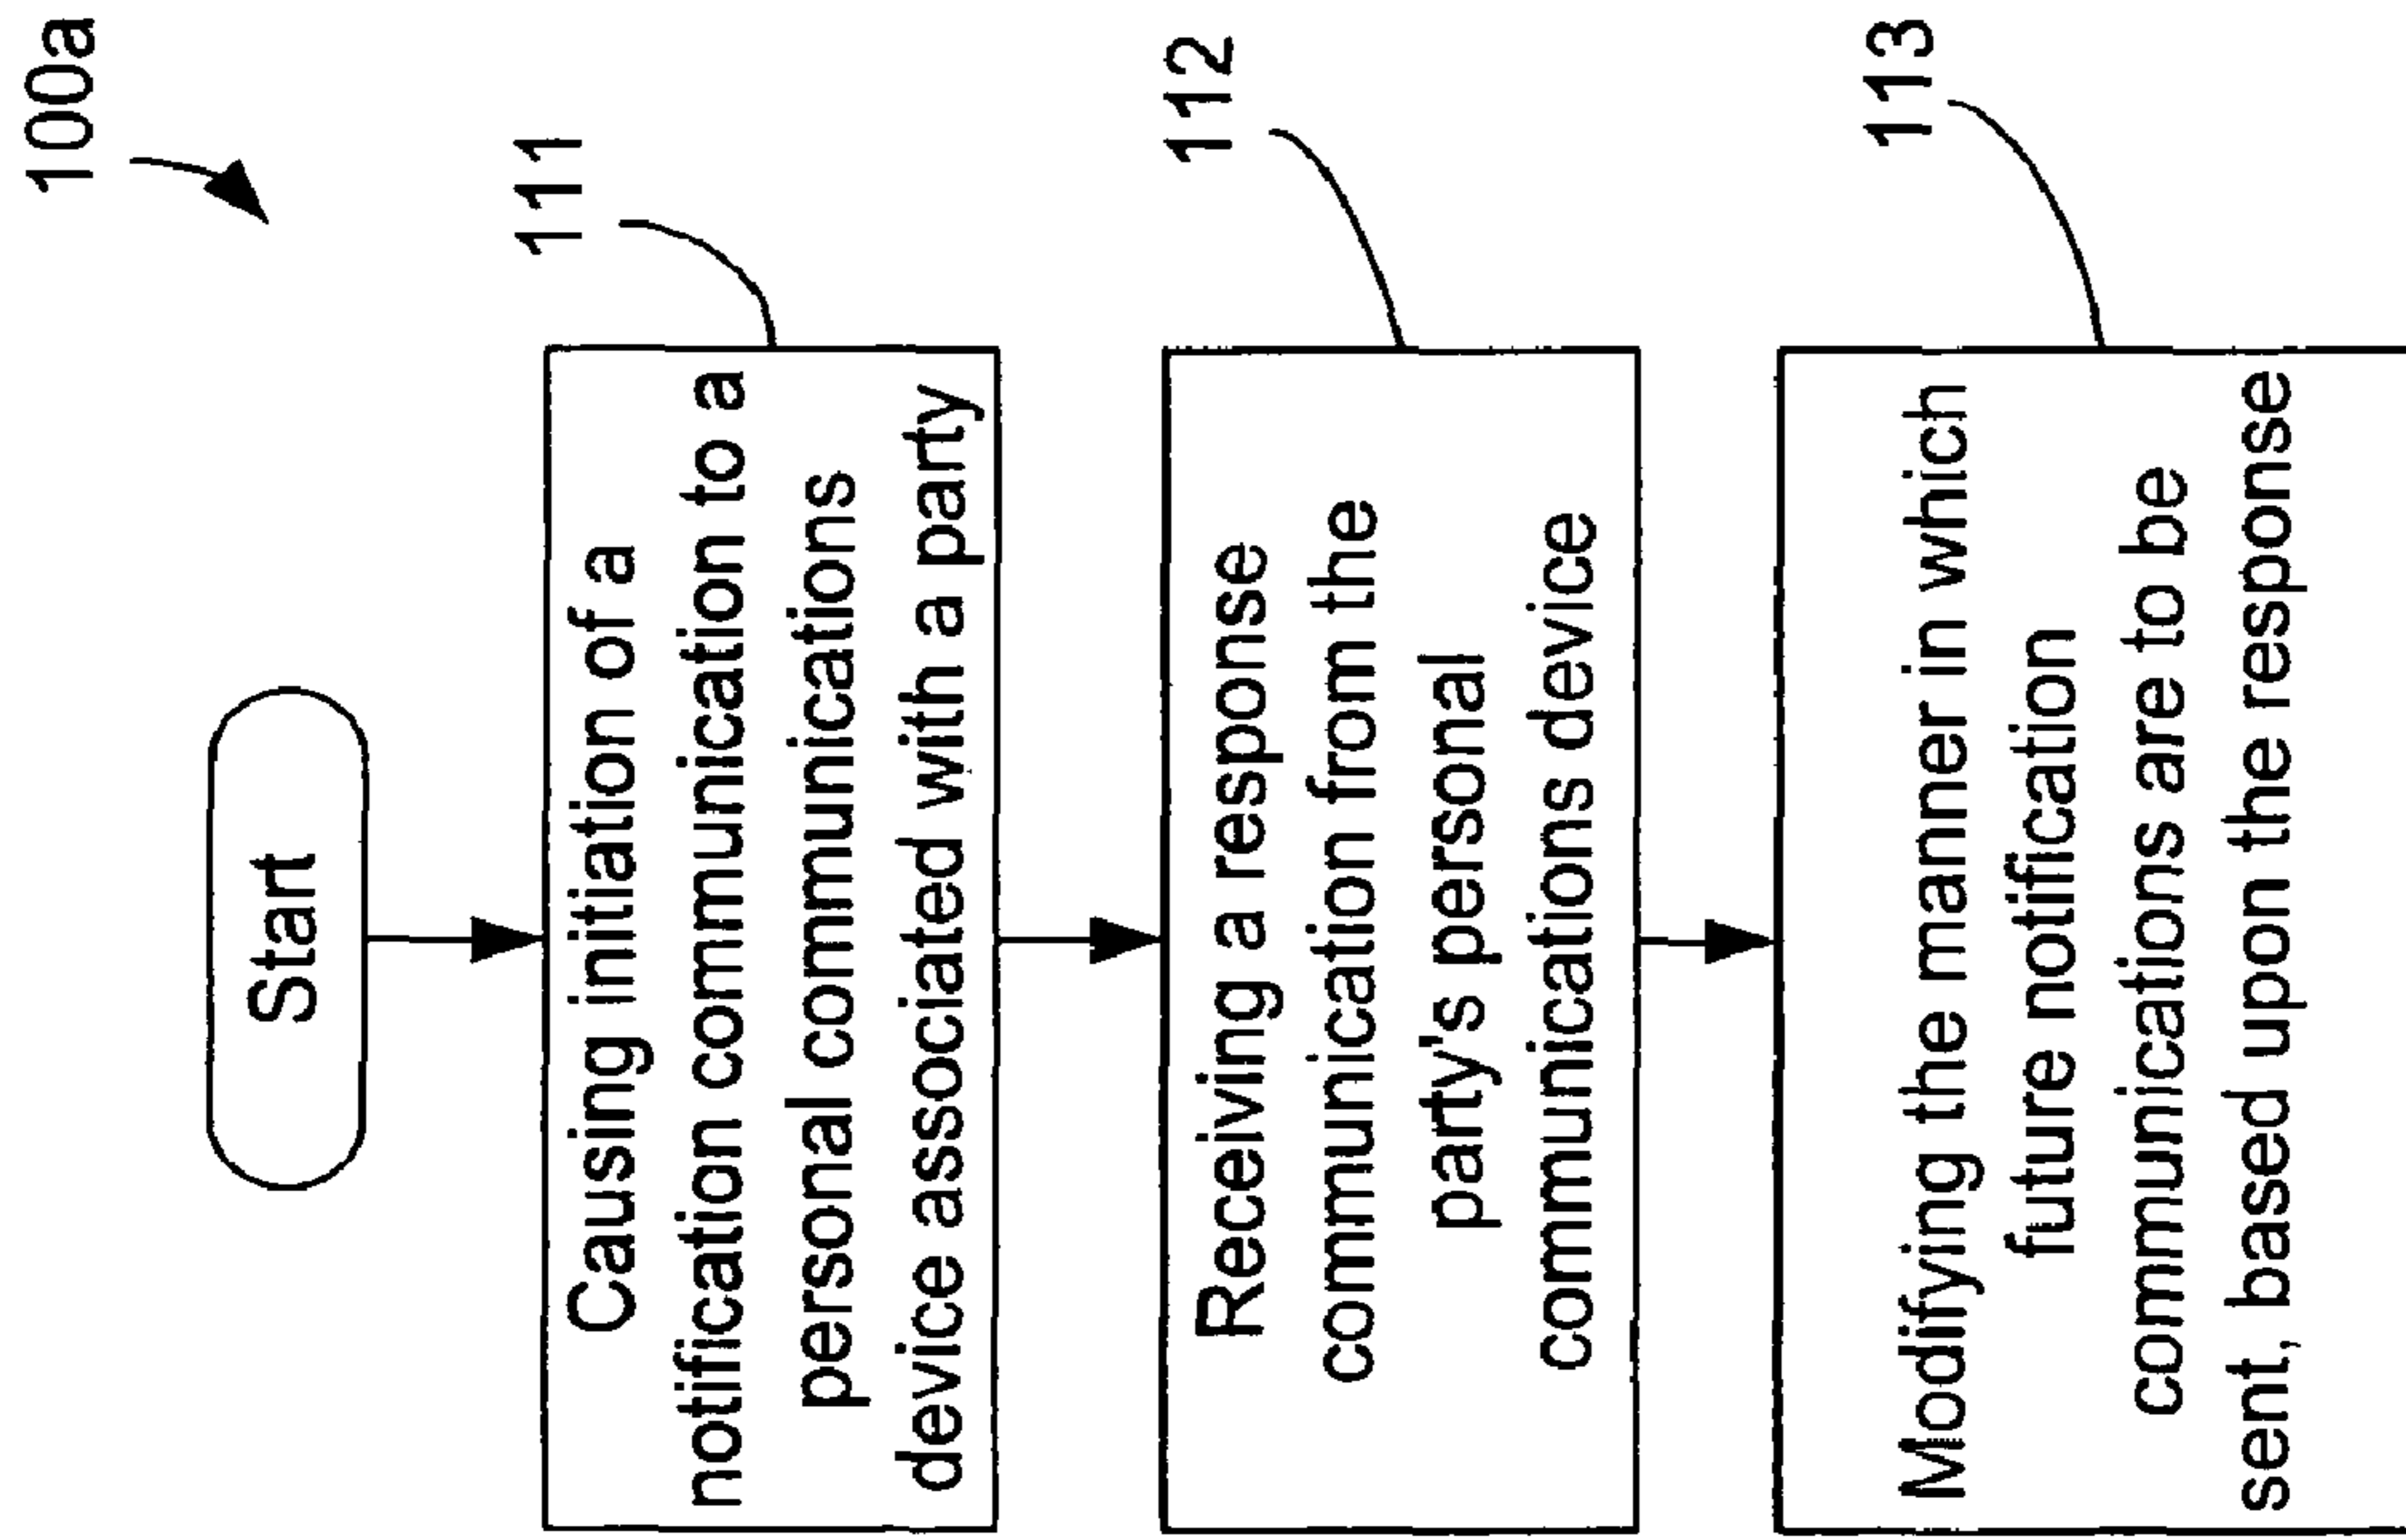 100a
Start
111
Causing initiation of a
notification communication to a
personal communications
device associated with a party
112
Receiving a response
communication from the
party's personal
communications device
113
Modifying the manner in which
future notification
communications are to be
sent, based upon the response